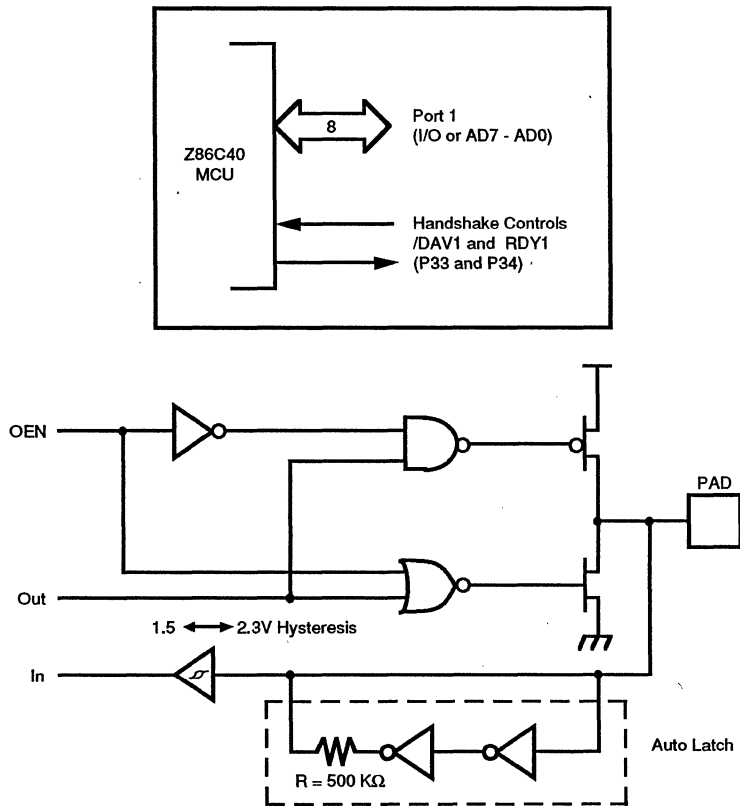 Z86C40
MCU
8
Port 1
(I/O or AD7 - AD0)
Handshake Controls
/DAV1 and RDY1
(P33 and P34)
OEN
PAD
Out
1.5
2.3V Hysteresis
In
Auto Latch
R = 500 KΩ